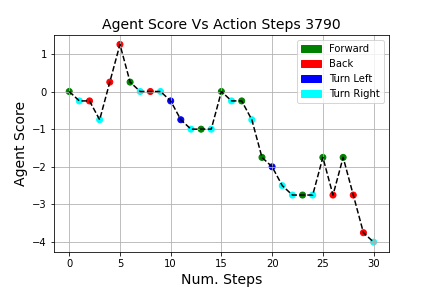 Agent Score Vs Action Steps 3790
Forward
Back
Turn Left
Turn Right
Agent Score
1
0
−1
−2
−3
−4
0 5 10 15 20 25 30
Num. Steps